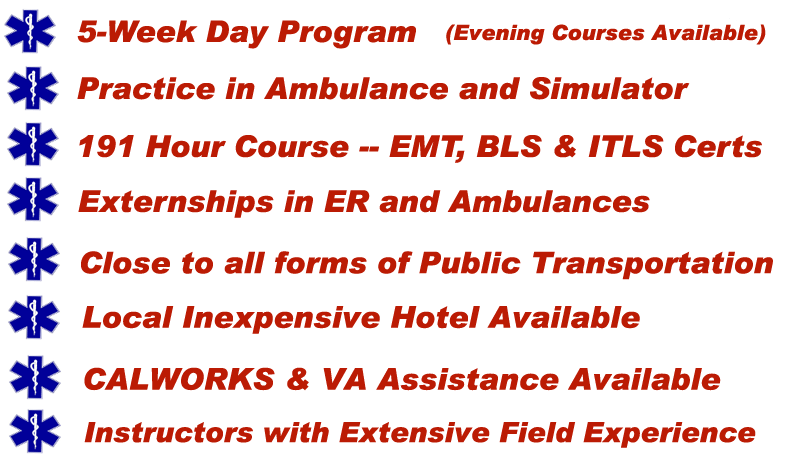 5-Week Day Program (Evening Courses Available)
Practice in Ambulance and Simulator
191 Hour Course -- EMT, BLS & ITLS Certs
Externships in ER and Ambulances
Close to all forms of Public Transportation
Local Inexpensive Hotel Available
CALWORKS & VA Assistance Available
Instructors with Extensive Field Experience